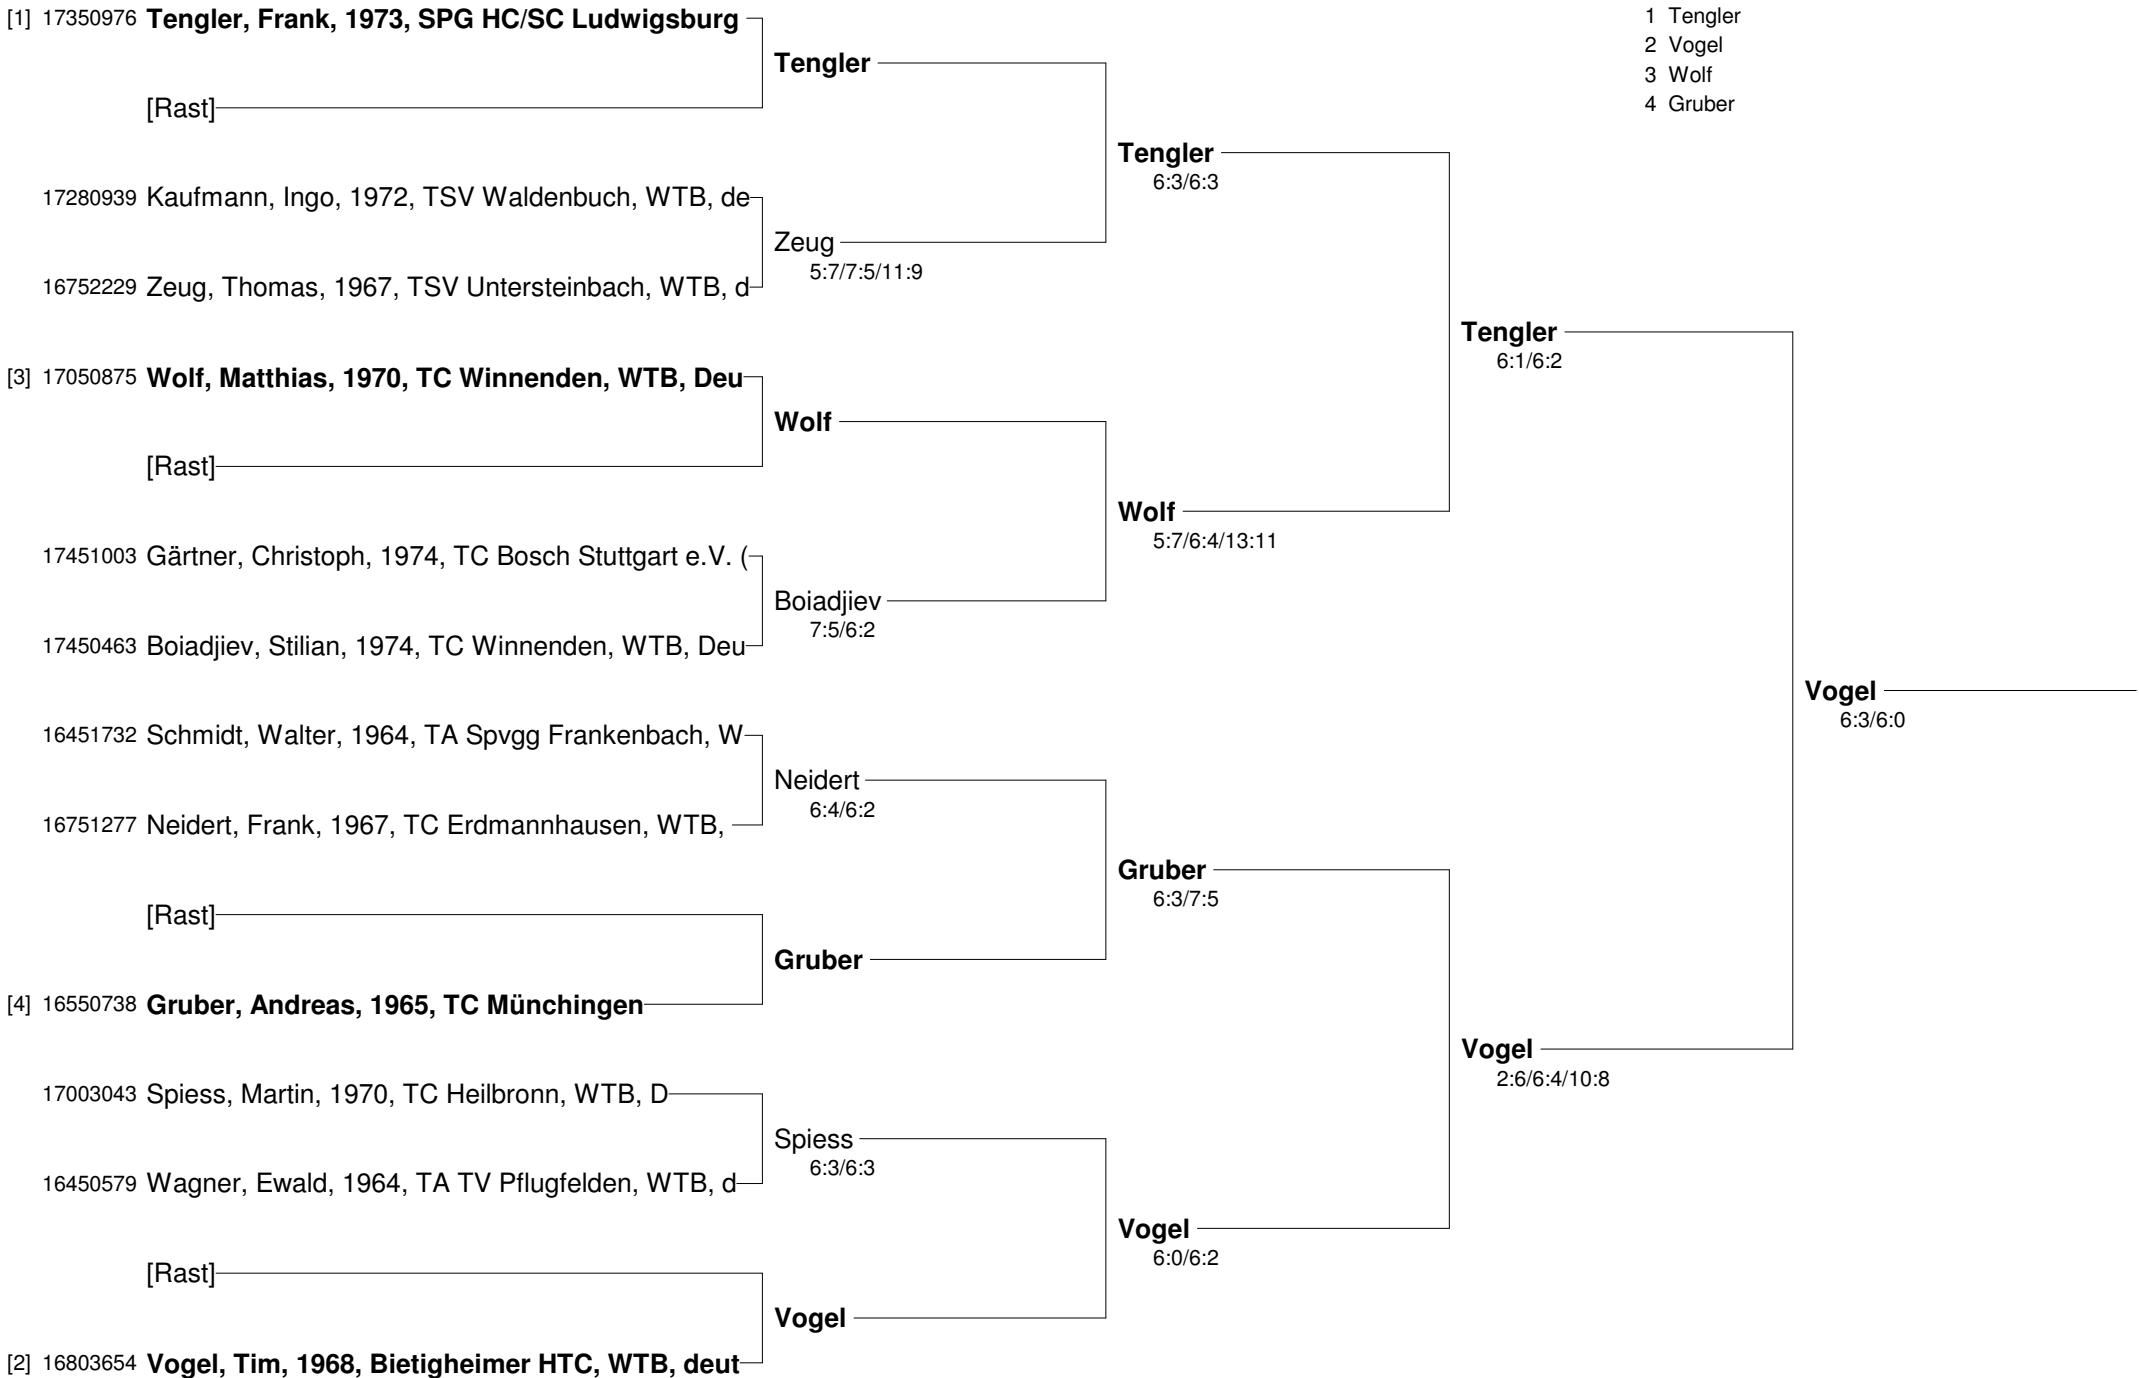 [1] 17350976 Tengler, Frank, 1973, SPG HC/SC Ludwigsburg
1 Tengler
2 Vogel
3 Wolf
4 Gruber
Tengler
[Rast]
Tengler
6:3/6:3
17280939 Kaufmann, Ingo, 1972, TSV Waldenbuch, WTB, de
Zeug
5:7/7:5/11:9
16752229 Zeug, Thomas, 1967, TSV Untersteinbach, WTB, d
Tengler
6:1/6:2
[3] 17050875 Wolf, Matthias, 1970, TC Winnenden, WTB, Deu
Wolf
[Rast]
Wolf
5:7/6:4/13:11
17451003 Gärtner, Christoph, 1974, TC Bosch Stuttgart e.V. (
Boiadjiev
7:5/6:2
17450463 Boiadjiev, Stilian, 1974, TC Winnenden, WTB, Deu
Vogel
6:3/6:0
16451732 Schmidt, Walter, 1964, TA Spvgg Frankenbach, W
Neidert
6:4/6:2
16751277 Neidert, Frank, 1967, TC Erdmannhausen, WTB,
Gruber
6:3/7:5
[Rast]
Gruber
[4] 16550738 Gruber, Andreas, 1965, TC Münchingen
Vogel
2:6/6:4/10:8
17003043 Spiess, Martin, 1970, TC Heilbronn, WTB, D
Spiess
6:3/6:3
16450579 Wagner, Ewald, 1964, TA TV Pflugfelden, WTB, d
Vogel
6:0/6:2
[Rast]
Vogel
[2] 16803654 Vogel, Tim, 1968, Bietigheimer HTC, WTB, deut